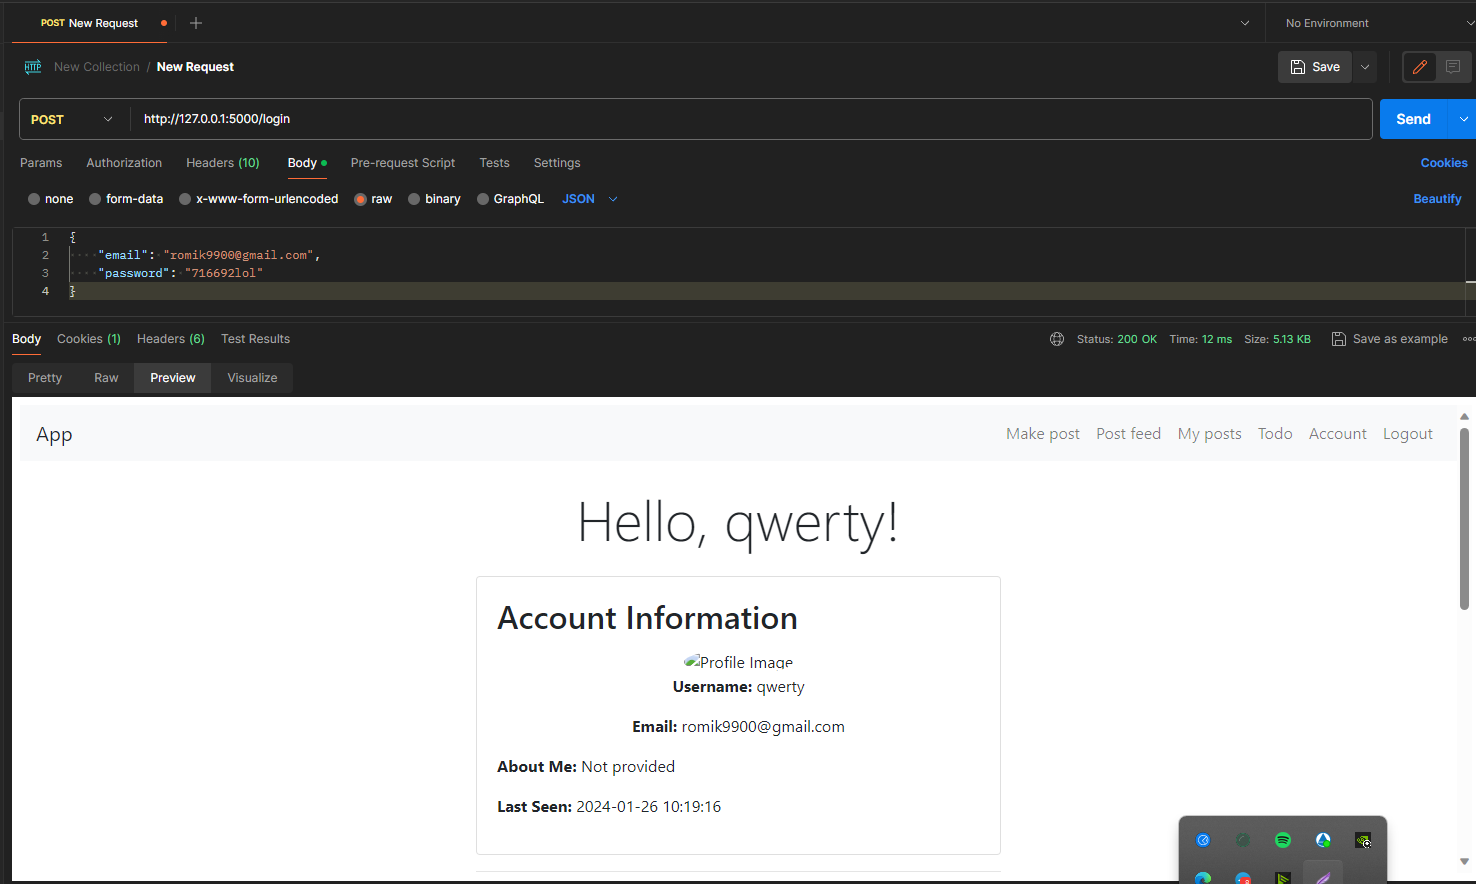 POST New Request
No Environment
New Collection / New Request
Save
POST http://127.0.0.1:5000/login Send
Params Authorization Headers (10) Body Pre-request Script Tests Settings Cookies
none form-data x-www-form-urlencoded raw binary GraphQL JSON Beautify
1 {
2 "email": "romik9900@gmail.com",
3 "password": "716692lol"
4 }
Body Cookies (1) Headers (6) Test Results Status: 200 OK Time: 12 ms Size: 5.13 KB Save as example
Pretty Raw Preview Visualize
App Make post Post feed My posts Todo Account Logout
Hello, qwerty!
Account Information
Profile Image
Username: qwerty
Email: romik9900@gmail.com
About Me: Not provided
Last Seen: 2024-01-26 10:19:16